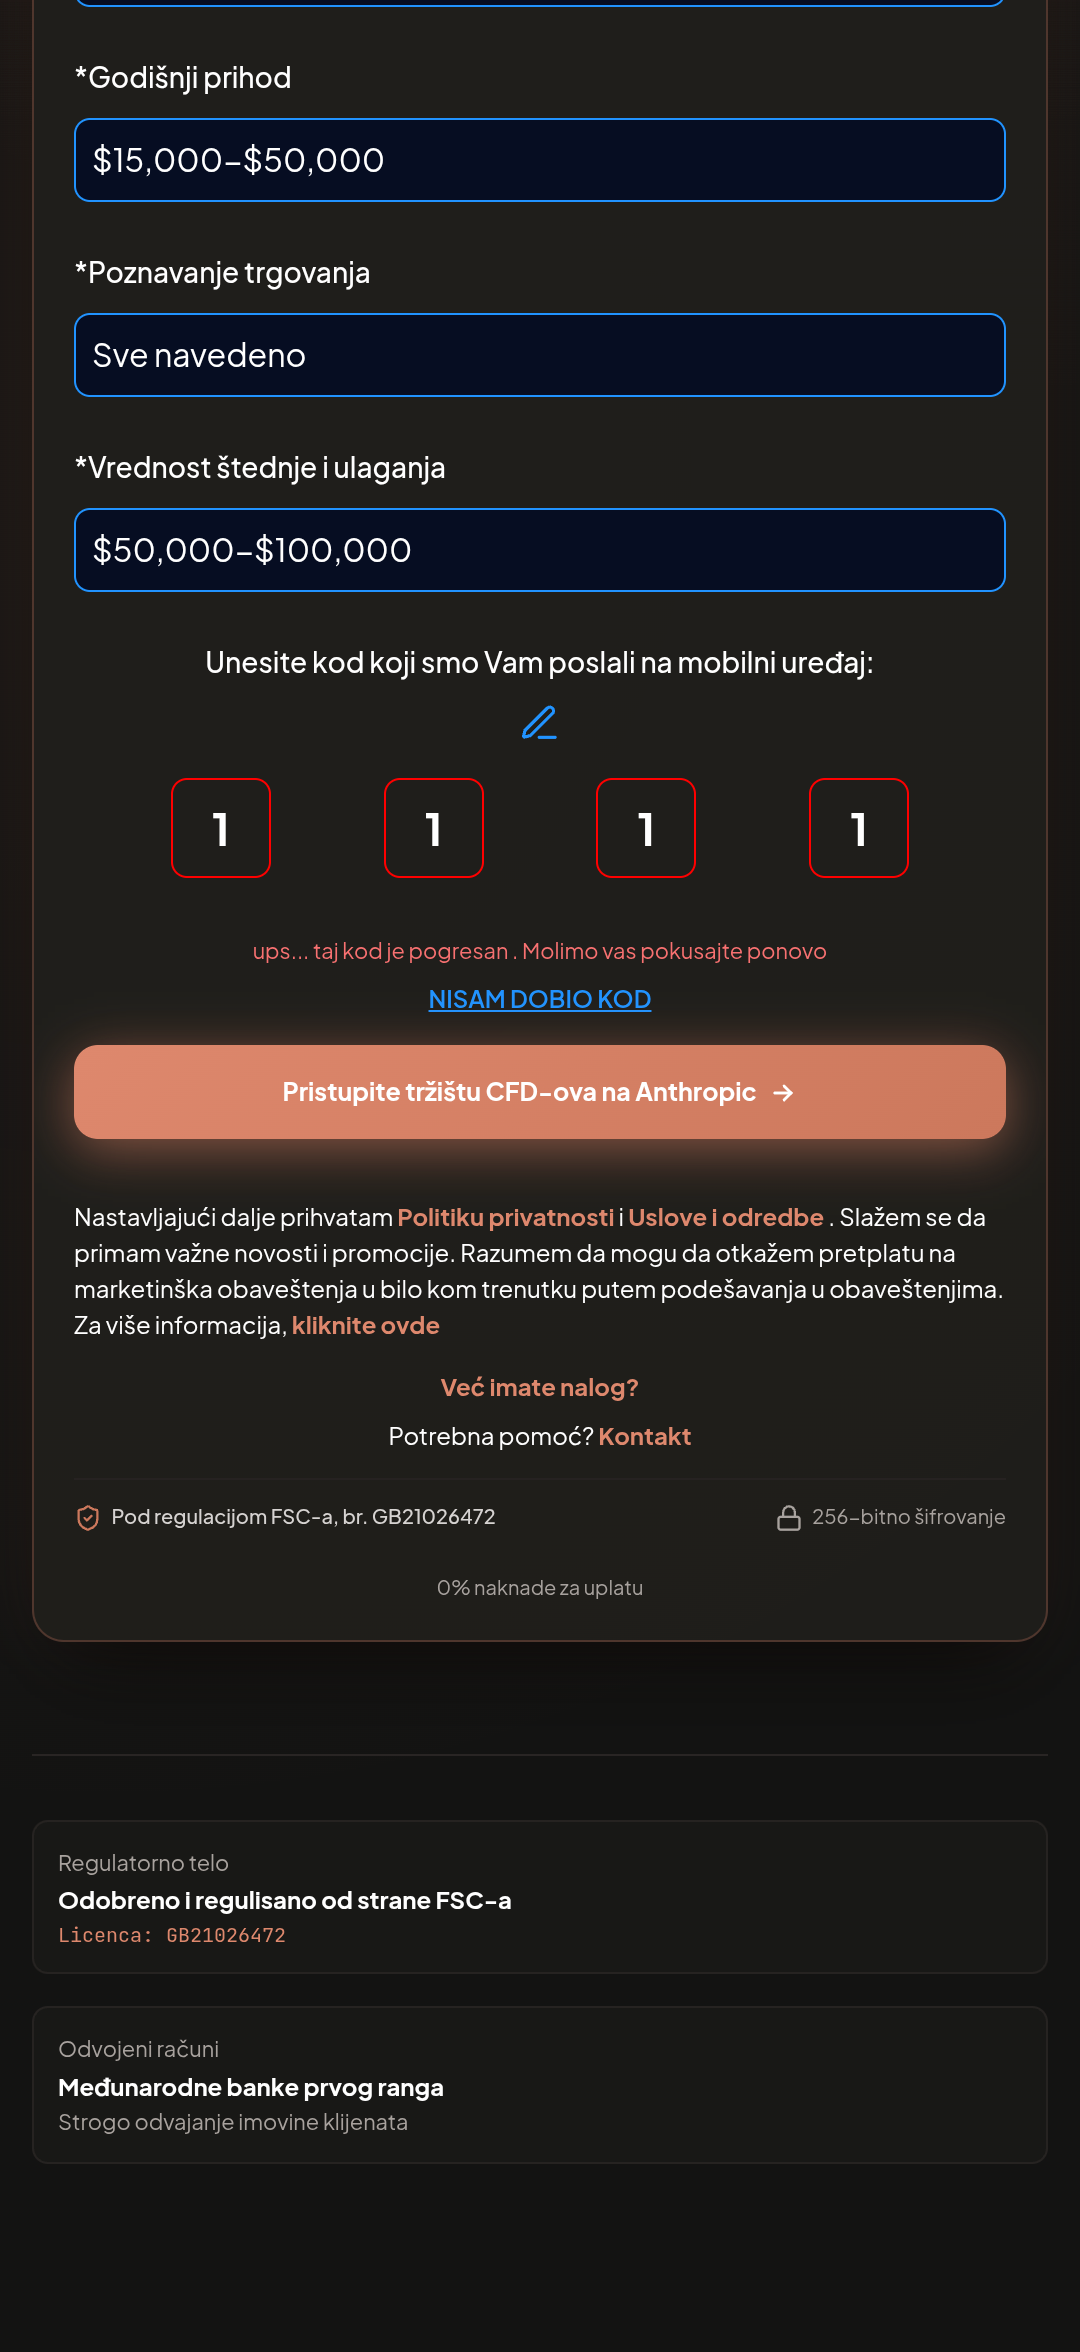 *Godišnji prihod
$15,000–$50,000
*Poznavanje trgovanja
Sve navedeno
*Vrednost štednje i ulaganja
$50,000–$100,000
Unesite kod koji smo Vam poslali na mobilni uređaj:
1 1 1 1
ups... taj kod je pogresan . Molimo vas pokusajte ponovo
NISAM DOBIO KOD
Pristupite tržištu CFD-ova na Anthropic →
Nastavljajući dalje prihvatam Politiku privatnosti i Uslove i odredbe . Slažem se da
primam važne novosti i promocije. Razumem da mogu da otkažem pretplatu na
marketinška obaveštenja u bilo kom trenutku putem podešavanja u obaveštenjima.
Za više informacija, kliknite ovde
Već imate nalog?
Potrebna pomoć? Kontakt
Pod regulacijom FSC-a, br. GB21026472
256-bitno šifrovanje
0% naknade za uplatu
Regulatorno telo
Odobreno i regulisano od strane FSC-a
Licenca: GB21026472
Odvojeni računi
Međunarodne banke prvog ranga
Strogo odvajanje imovine klijenata